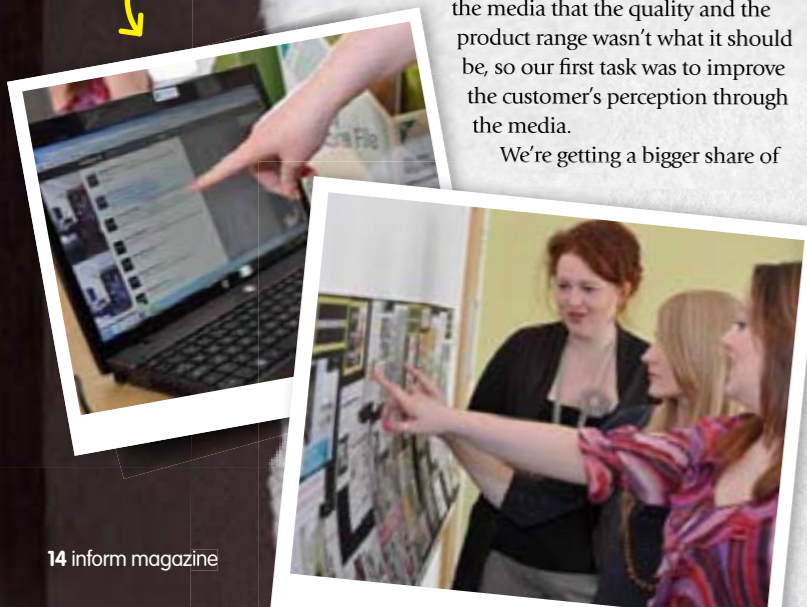 the media that the quality and the
product range wasn't what it should
be, so our first task was to improve
the customer's perception through
the media.
We're getting a bigger share of
File
14 inform magazine